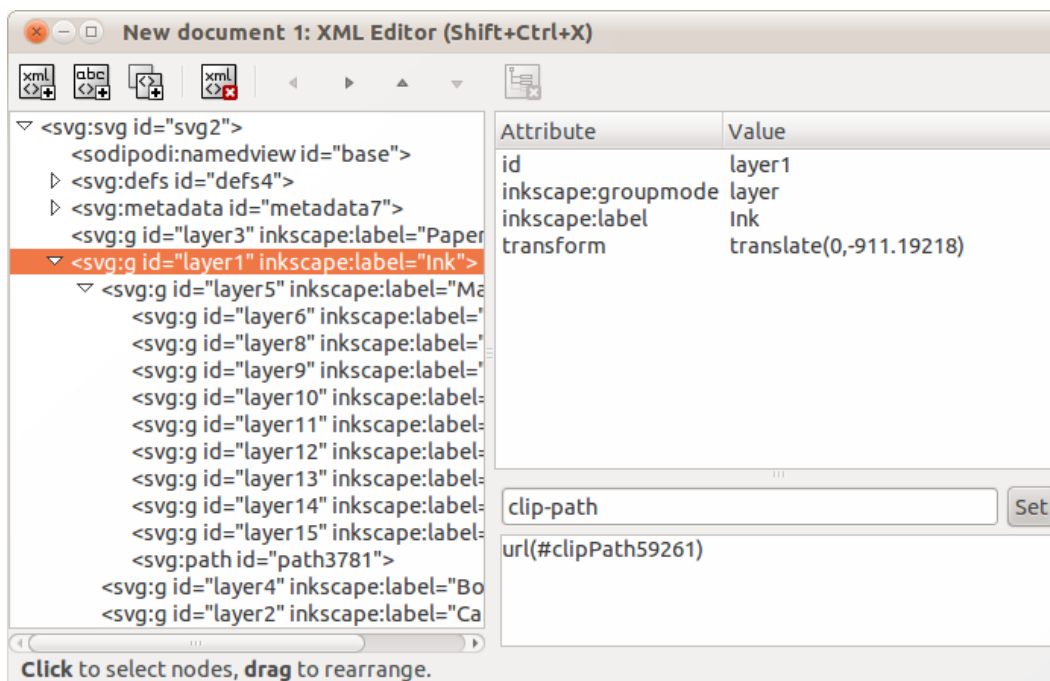 New document 1: XML Editor (Shift+Ctrl+X)
xml abc xml
<svg:svg id="svg2">
<sodipodi:namedview id="base">
<svg:defs id="defs4">
<svg:metadata id="metadata7">
<svg:g id="layer3" inkscape:label="Paper
<svg:g id="layer1" inkscape:label="Ink">
<svg:g id="layer5" inkscape:label="Ma
<svg:g id="layer6" inkscape:label="
<svg:g id="layer8" inkscape:label="
<svg:g id="layer9" inkscape:label="
<svg:g id="layer10" inkscape:label=
<svg:g id="layer11" inkscape:label=
<svg:g id="layer12" inkscape:label=
<svg:g id="layer13" inkscape:label=
<svg:g id="layer14" inkscape:label=
<svg:g id="layer15" inkscape:label=
<svg:path id="path3781">
<svg:g id="layer4" inkscape:label="Bo
<svg:g id="layer2" inkscape:label="Ca
Attribute Value
id layer1
inkscape:groupmode layer
inkscape:label Ink
transform translate(0,-911.19218)
clip-path Set
url(#clipPath59261)
Click to select nodes, drag to rearrange.